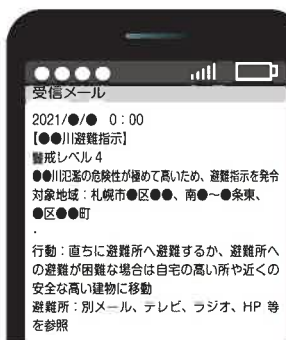 ●●●●
受信メール
2021/●/● 0:00
【●●川避難指示】
警戒レベル4
●●川氾濫の危険性が極めて高いため、避難指示を発令
対象地域:札幌市●区●●、南●~●条東、
●区●●町
・
行動:直ちに避難所へ避難するか、避難所へ
の避難が困難な場合は自宅の高い所や近くの
安全な高い建物に移動
避難所:別メール、テレビ、ラジオ、HP 等
を参照